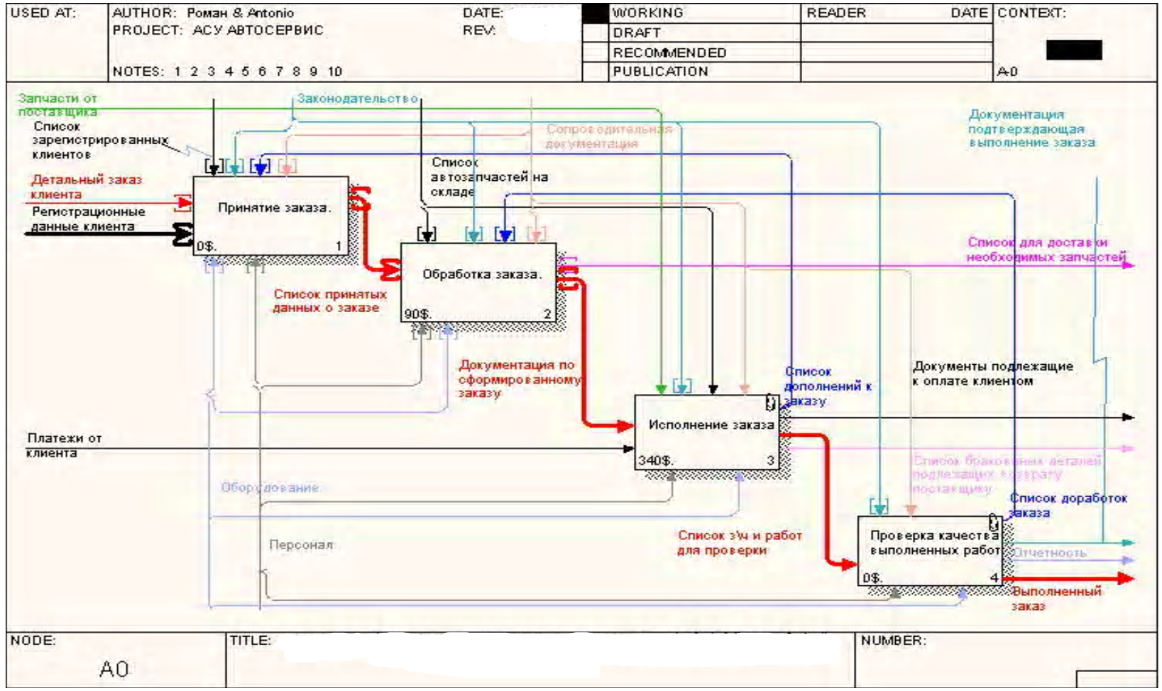 USED AT:
AUTHOR: Роман & Antonio
DATE:
PROJECT: АСУ АВТОСЕРВИС
REV:
NOTES: 1 2 3 4 5 6 7 8 9 10
WORKING
DRAFT
RECOMMENDED
PUBLICATION
READER
DATE
CONTEXT:
A-0
Запчасти от
поставщика
Законодательство
Список
зарегистрированных
клиентов
Сопроводительная
документация
Документация
подтверждающая
выполнение заказа
Список
автозапчастей на
складе
Детальный заказ
клиента
Регистрационные
данные клиента
Принятие заказа.
0$.
1
Список для доставки
необходимых запчастей
Обработка заказа.
90$.
2
Список принятых
данных о заказе
Документация по
сформированному
заказу
Список
дополнений к
заказу
Документы подлежащие
к оплате клиентом
Исполнение заказа
340$.
3
Платежи от
клиента
Список бракованных деталей
подлежащих возврату
поставщику
Оборудование
Список доработок
заказа
Персонал
Список з\ч и работ
для проверки
Проверка качества
выполненных работ
0$.
4
Отчетность
Выполненный
заказ
NODE:
A0
TITLE:
NUMBER: